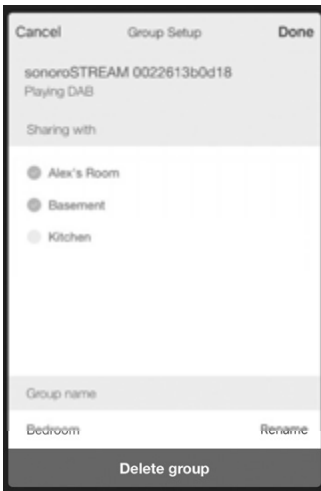 Cancel Group Setup Done
sonoroSTREAM 0022613b0d18
Playing DAB
Sharing with
Alex's Room
Basement
Kitchen
Group name
Bedroom Rename
Delete group